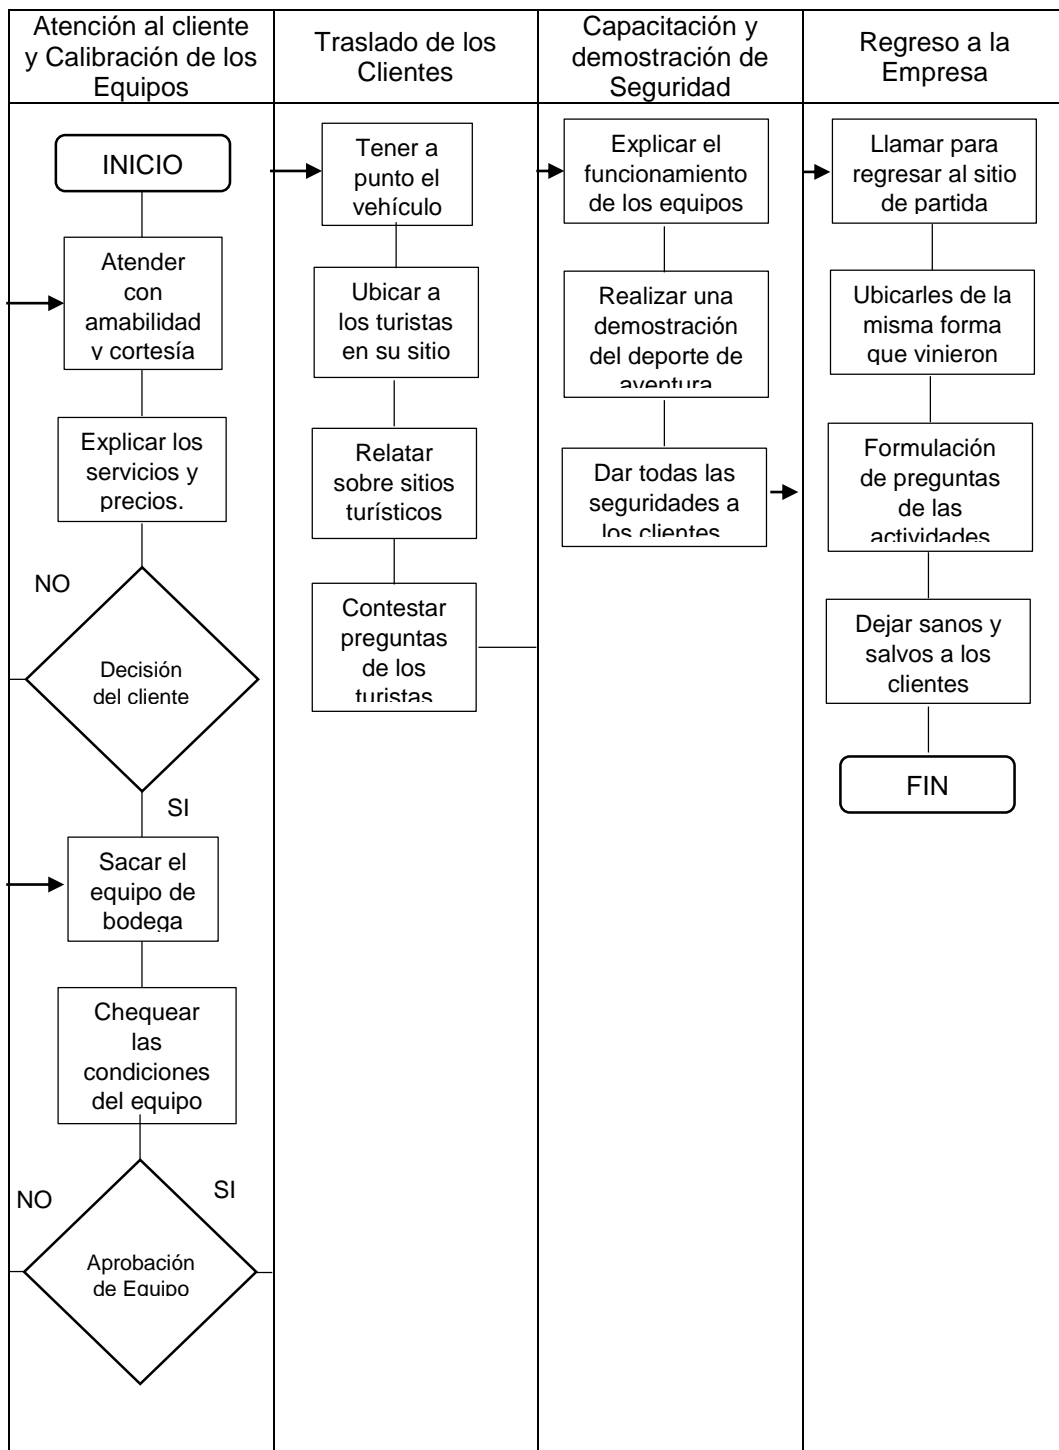 Atención al cliente
y Calibración de los
Equipos
Traslado de los
Clientes
Capacitación y
demostración de
Seguridad
Regreso a la
Empresa
INICIO
Atender
con
amabilidad
y cortesía
Explicar los
servicios y
precios.
NO
Decisión
del cliente
SI
Sacar el
equipo de
bodega
Chequear
las
condiciones
del equipo
NO
SI
Aprobación
de Equipo
Tener a
punto el
vehículo
Ubicar a
los turistas
en su sitio
Relatar
sobre sitios
turísticos
Contestar
preguntas
de los
turistas
Explicar el
funcionamiento
de los equipos
Realizar una
demostración
del deporte de
aventura
Dar todas las
seguridades a
los clientes
Llamar para
regresar al sitio
de partida
Ubicarles de la
misma forma
que vinieron
Formulación
de preguntas
de las
actividades
Dejar sanos y
salvos a los
clientes
FIN